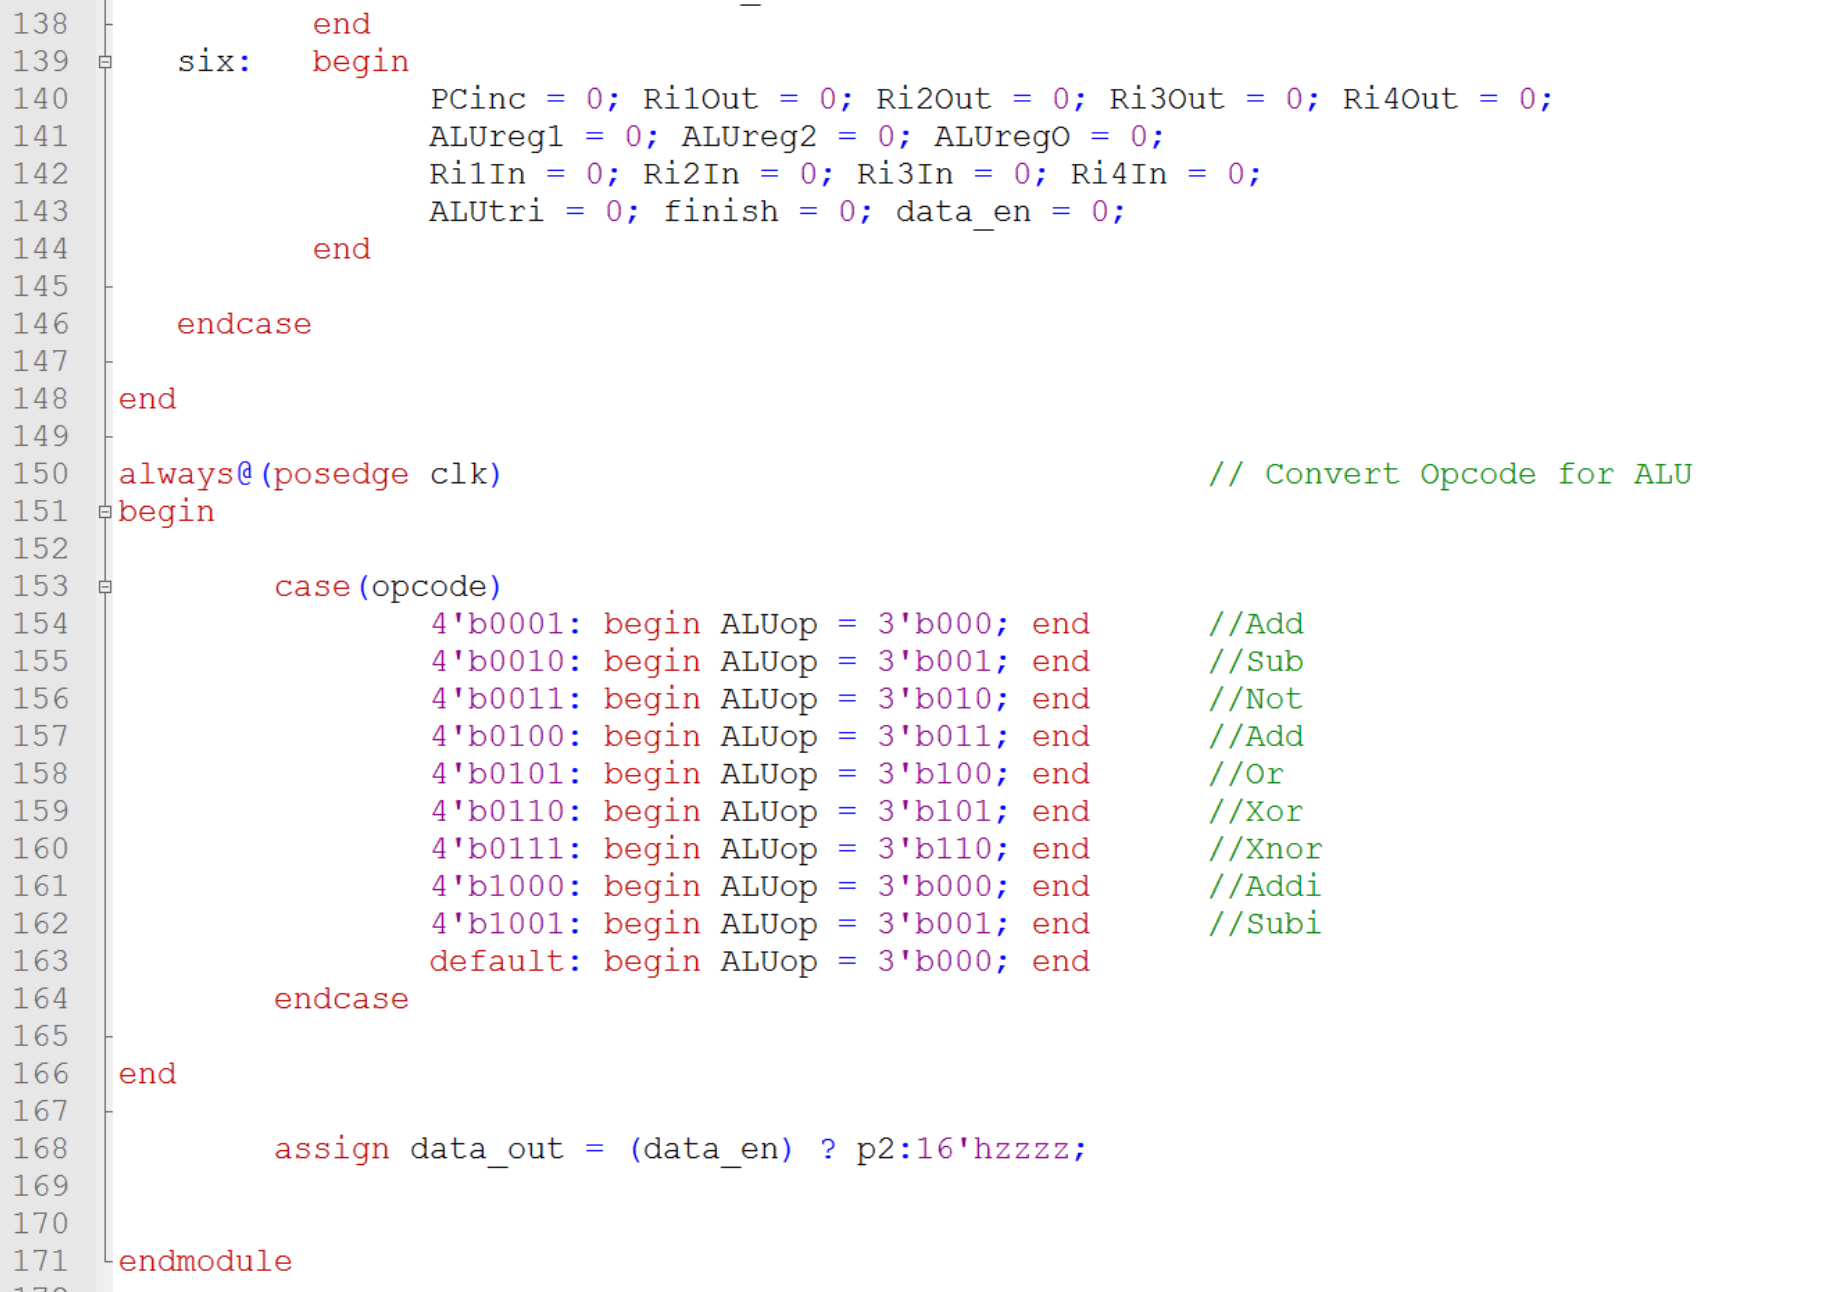 138 end
139 six: begin
140 PCinc = 0; Ri1Out = 0; Ri2Out = 0; Ri3Out = 0; Ri4Out = 0;
141 ALUreg1 = 0; ALUreg2 = 0; ALUregO = 0;
142 Ri1In = 0; Ri2In = 0; Ri3In = 0; Ri4In = 0;
143 ALUtri = 0; finish = 0; data_en = 0;
144 end
145
146 endcase
147
148 end
149
150 always@(posedge clk) // Convert Opcode for ALU
151 begin
152
153 case(opcode)
154 4'b0001: begin ALUop = 3'b000; end //Add
155 4'b0010: begin ALUop = 3'b001; end //Sub
156 4'b0011: begin ALUop = 3'b010; end //Not
157 4'b0100: begin ALUop = 3'b011; end //Add
158 4'b0101: begin ALUop = 3'b100; end //Or
159 4'b0110: begin ALUop = 3'b101; end //Xor
160 4'b0111: begin ALUop = 3'b110; end //Xnor
161 4'b1000: begin ALUop = 3'b000; end //Addi
162 4'b1001: begin ALUop = 3'b001; end //Subi
163 default: begin ALUop = 3'b000; end
164 endcase
165
166 end
167
168 assign data_out = (data_en) ? p2:16'hzzzz;
169
170
171 endmodule